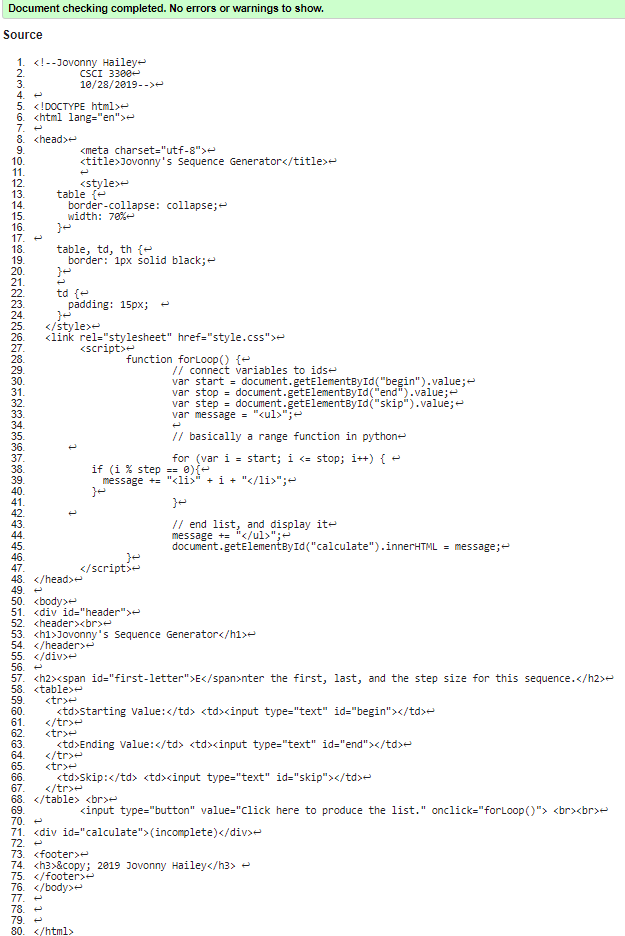 Document checking completed. No errors or warnings to show.
Source
1. <!--Jovonny Hailey↩
2. CSCI 3300↩
3. 10/28/2019-->↩
4. ↩
5. <!DOCTYPE html>↩
6. <html lang="en">↩
7. ↩
8. <head>↩
9. <meta charset="utf-8">↩
10. <title>Jovonny's Sequence Generator</title>↩
11. ↩
12. <style>↩
13. table {↩
14. border-collapse: collapse;↩
15. width: 70%↩
16. }↩
17. ↩
18. table, td, th {↩
19. border: 1px solid black;↩
20. }↩
21. ↩
22. td {↩
23. padding: 15px; ↩
24. }↩
25. </style>↩
26. <link rel="stylesheet" href="style.css">↩
27. <script>↩
28. function forLoop() {↩
29. // connect variables to ids↩
30. var start = document.getElementById("begin").value;↩
31. var stop = document.getElementById("end").value;↩
32. var step = document.getElementById("skip").value;↩
33. var message = "<ul>";↩
34. ↩
35. // basically a range function in python↩
36. ↩
37. for (var i = start; i <= stop; i++) { ↩
38. if (i % step == 0){↩
39. message += "<li>" + i + "</li>";↩
40. }↩
41. }↩
42. ↩
43. // end list, and display it↩
44. message += "</ul>";↩
45. document.getElementById("calculate").innerHTML = message;↩
46. }↩
47. </script>↩
48. </head>↩
49. ↩
50. <body>↩
51. <div id="header">↩
52. <header><br>↩
53. <h1>Jovonny's Sequence Generator</h1>↩
54. </header>↩
55. </div>↩
56. ↩
57. <h2><span id="first-letter">E</span>nter the first, last, and the step size for this sequence.</h2>↩
58. <table>↩
59. <tr>↩
60. <td>Starting Value:</td> <td><input type="text" id="begin"></td>↩
61. </tr>↩
62. <tr>↩
63. <td>Ending Value:</td> <td><input type="text" id="end"></td>↩
64. </tr>↩
65. <tr>↩
66. <td>Skip:</td> <td><input type="text" id="skip"></td>↩
67. </tr>↩
68. </table> <br>↩
69. <input type="button" value="Click here to produce the list." onclick="forLoop()"> <br><br>↩
70. ↩
71. <div id="calculate">(incomplete)</div>↩
72. ↩
73. <footer>↩
74. <h3>&copy; 2019 Jovonny Hailey</h3> ↩
75. </footer>↩
76. </body>↩
77. ↩
78. ↩
79. ↩
80. </html>